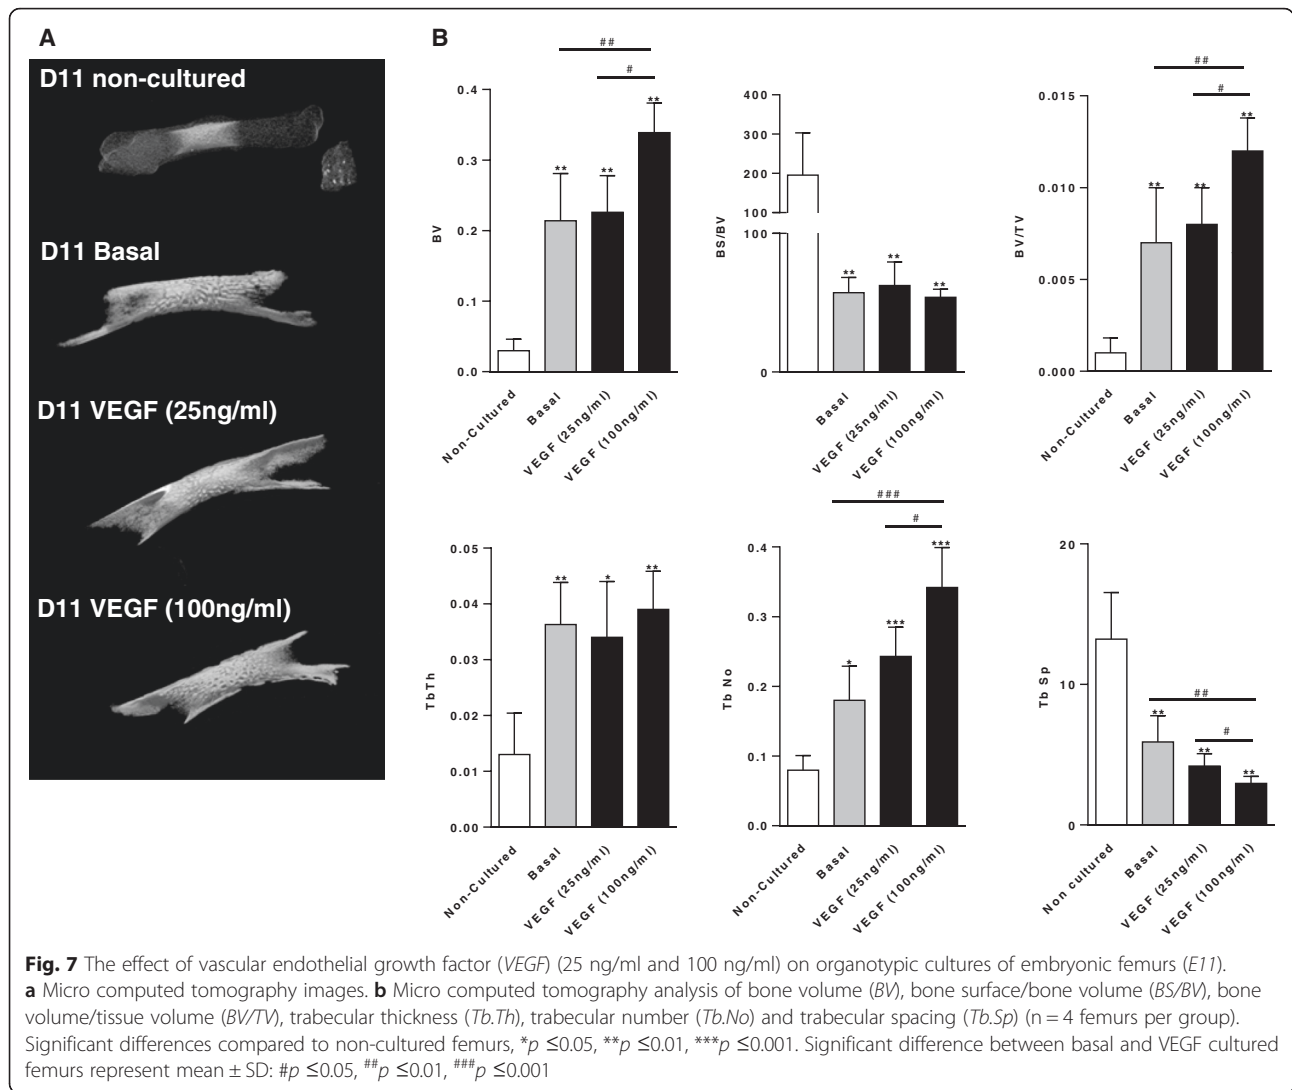 A
D11 non-cultured
D11 Basal
D11 VEGF (25ng/ml)
D11 VEGF (100ng/ml)
B
##
#
** ** **
BV
0.4
0.3
0.2
0.1
0.0
Non-Cultured
Basal
VEGF (25ng/ml)
VEGF (100ng/ml)
** ** **
BS/BV
400
300
200
100
100
0
Basal
VEGF (25ng/ml)
VEGF (100ng/ml)
##
#
** ** **
BV/TV
0.015
0.010
0.005
0.000
Non-Cultured
Basal
VEGF (25ng/ml)
VEGF (100ng/ml)
** * **
TbTh
0.05
0.04
0.03
0.02
0.01
0.00
Non-Cultured
Basal
VEGF (25ng/ml)
VEGF (100ng/ml)
###
#
* *** ***
Tb No
0.4
0.3
0.2
0.1
0.0
Non-Cultured
Basal
VEGF (25ng/ml)
VEGF (100ng/ml)
##
#
** ** **
Tb Sp
20
10
0
Non cultured
Basal
VEGF (25ng/ml)
VEGF (100ng/ml)
Fig. 7 The effect of vascular endothelial growth factor (VEGF) (25 ng/ml and 100 ng/ml) on organotypic cultures of embryonic femurs (E11).
a Micro computed tomography images. b Micro computed tomography analysis of bone volume (BV), bone surface/bone volume (BS/BV), bone
volume/tissue volume (BV/TV), trabecular thickness (Tb.Th), trabecular number (Tb.No) and trabecular spacing (Tb.Sp) (n = 4 femurs per group).
Significant differences compared to non-cultured femurs, *p ≤0.05, **p ≤0.01, ***p ≤0.001. Significant difference between basal and VEGF cultured
femurs represent mean ± SD: #p ≤0.05, ##p ≤0.01, ###p ≤0.001